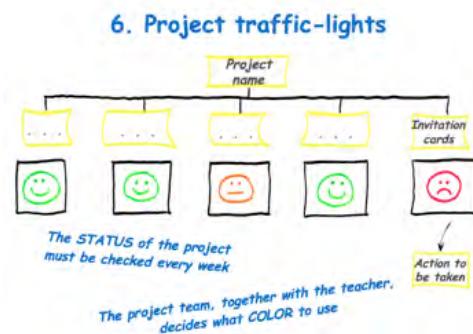 6. Project traffic-lights
Project
name
. . .
. . .
. . .
. . .
Invitation
cards
The STATUS of the project
must be checked every week
Action to
be taken
The project team, together with the teacher,
decides what COLOR to use